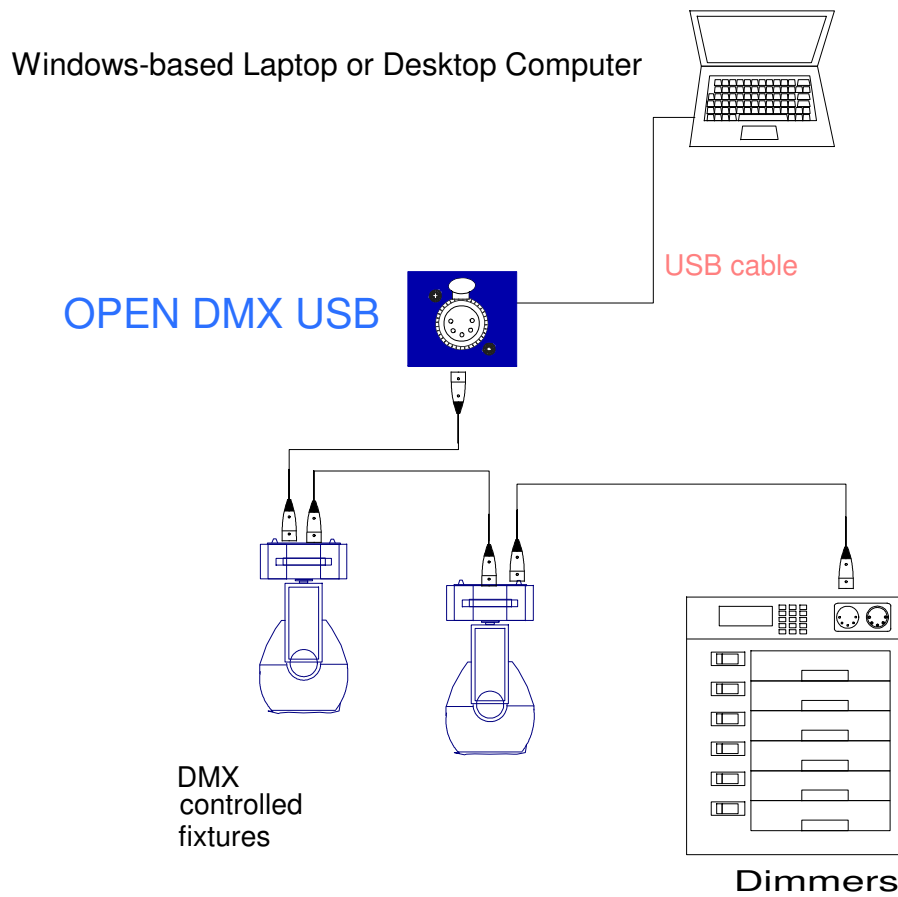 Windows-based Laptop or Desktop Computer
USB cable
OPEN DMX USB
DMX
controlled
fixtures
Dimmers